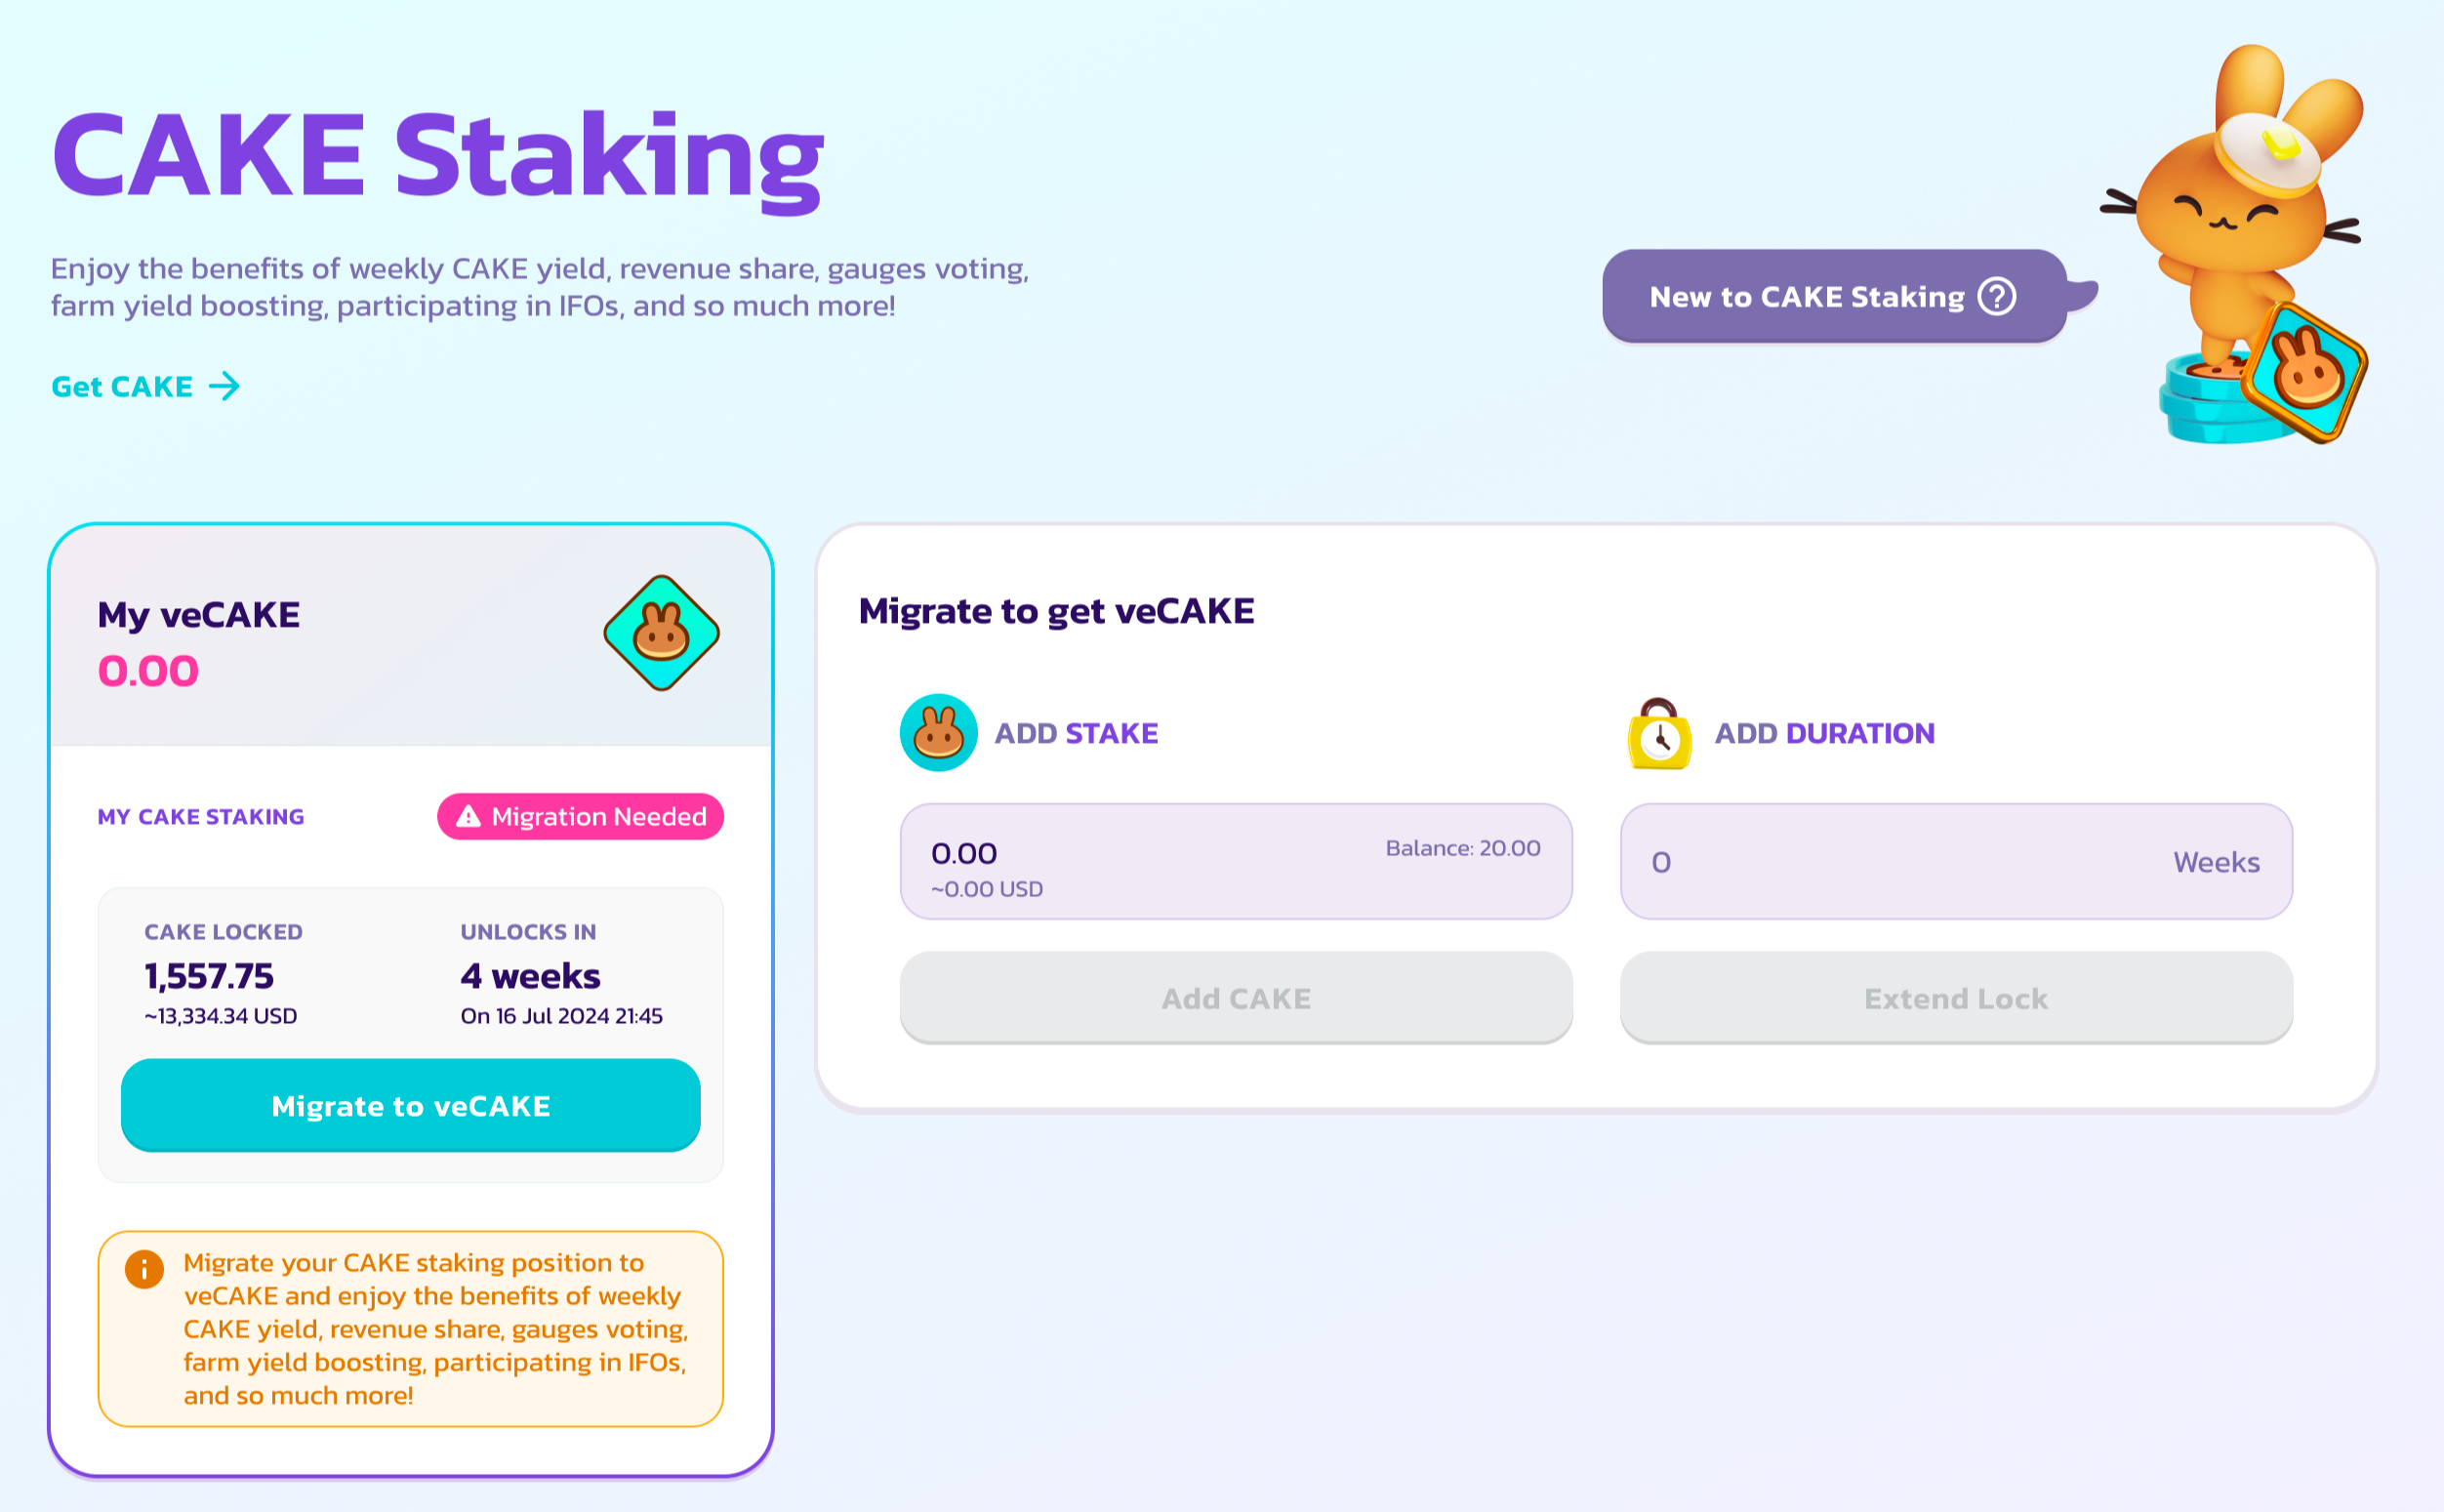 CAKE Staking
Enjoy the benefits of weekly CAKE yield, revenue share, gauges voting,
farm yield boosting, participating in IFOs, and so much more!
Get CAKE
New to CAKE Staking
My veCAKE
0.00
MY CAKE STAKING
Migration Needed
CAKE LOCKED
1,557.75
~13,334.34 USD
UNLOCKS IN
4 weeks
On 16 Jul 2024 21:45
Migrate to veCAKE
Migrate your CAKE staking position to
veCAKE and enjoy the benefits of weekly
CAKE yield, revenue share, gauges voting,
farm yield boosting, participating in IFOs,
and so much more!
Migrate to get veCAKE
ADD STAKE
0.00
Balance: 20.00
~0.00 USD
Add CAKE
ADD DURATION
0
Weeks
Extend Lock